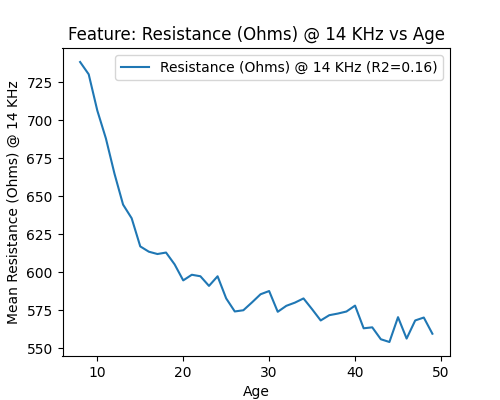 Feature: Resistance (Ohms) @ 14 KHz vs Age
Resistance (Ohms) @ 14 KHz (R2=0.16)
Mean Resistance (Ohms) @ 14 KHz
725
700
675
650
625
600
575
550
10 20 30 40 50
Age